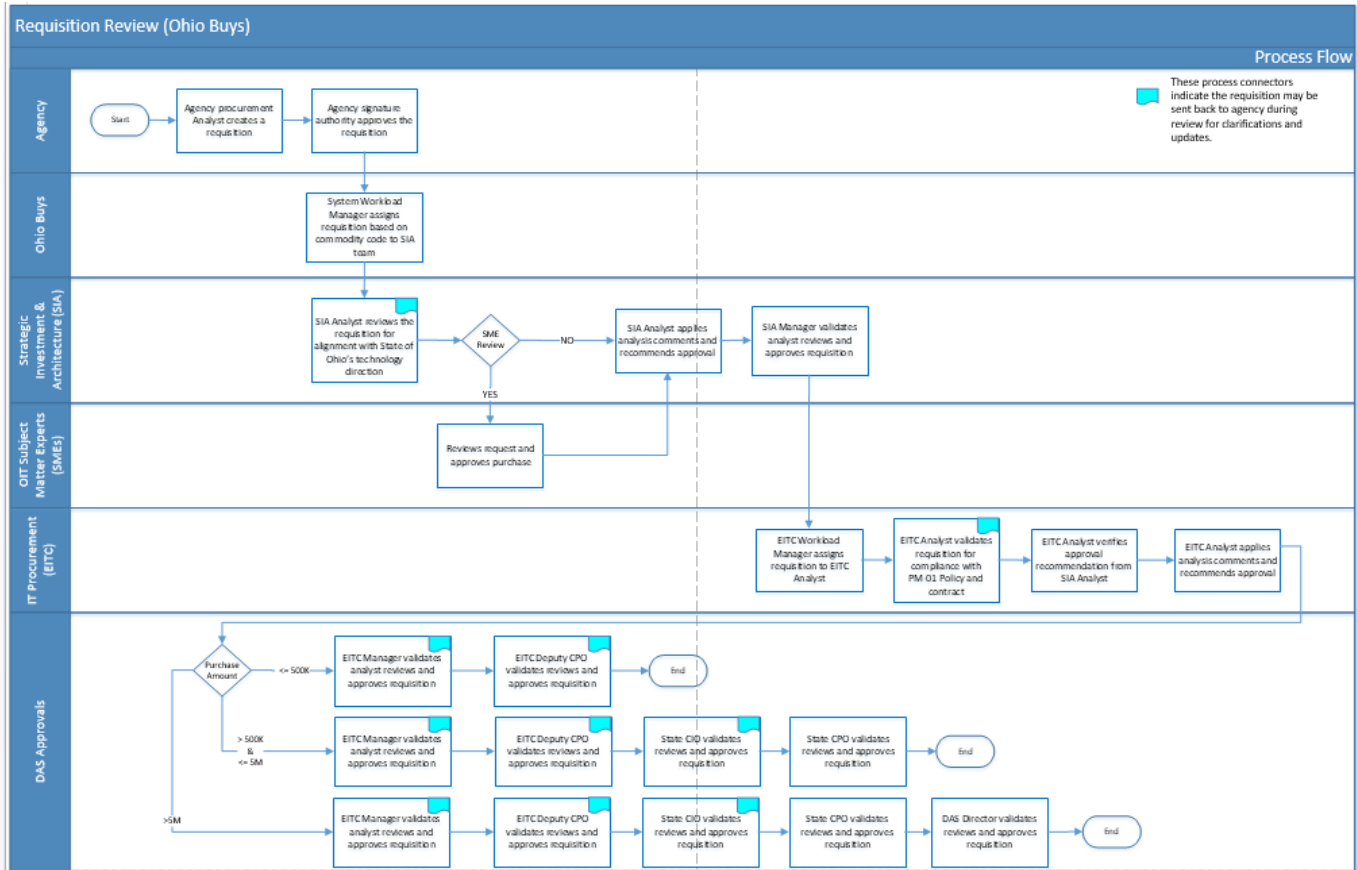 Requisition Review (Ohio Buys)
Process Flow
Agency
Start
Agency procurement
Analyst creates a
requisition
Agency signature
authority approves the
requisition
These process connectors
indicate the requisition may be
sent back to agency during
review for clarifications and
updates.
Ohio Buys
System Workload
Manager assigns
requisition based on
commodity code to SIA
team
Strategic
Investment &
Architecture (SIA)
SIA Analyst reviews the
requisition for
alignment with State of
Ohio's technology
direction
SME
Review
NO
YES
SIA Analyst applies
analysis comments and
recommends approval
SIA Manager validates
analyst reviews and
approves requisition
OIT Subject
Matter Experts
(SMEs)
Reviews request and
approves purchase
IT Procurement
(EITC)
EITC Workload
Manager assigns
requisition to EITC
Analyst
EITC Analyst validates
requisition for
compliance with
PM-01 Policy and
contract
EITC Analyst verifies
approval
recommendation from
SIA Analyst
EITC Analyst applies
analysis comments and
recommends approval
DAS Approvals
Purchase
Amount
<= 500K
EITC Manager validates
analyst reviews and
approves requisition
EITC Deputy CPO
validates reviews and
approves requisition
End
> 500K
&
<= 5M
EITC Manager validates
analyst reviews and
approves requisition
EITC Deputy CPO
validates reviews and
approves requisition
State CIO validates
reviews and approves
requisition
State CPO validates
reviews and approves
requisition
End
>5M
EITC Manager validates
analyst reviews and
approves requisition
EITC Deputy CPO
validates reviews and
approves requisition
State CIO validates
reviews and approves
requisition
State CPO validates
reviews and approves
requisition
DAS Director validates
reviews and approves
requisition
End